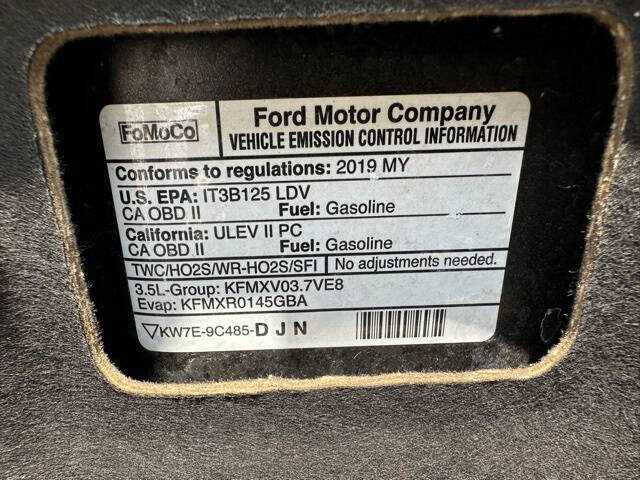 FoMoCo
Ford Motor Company
VEHICLE EMISSION CONTROL INFORMATION
Conforms to regulations: 2019 MY
U.S. EPA: IT3B125 LDV
CA OBD II Fuel: Gasoline
California: ULEV II PC
CA OBD II Fuel: Gasoline
TWC/HO2S/WR-HO2S/SFI No adjustments needed.
3.5L-Group: KFMXV03.7VE8
Evap: KFMXR0145GBA
KW7E-9C485-D J N